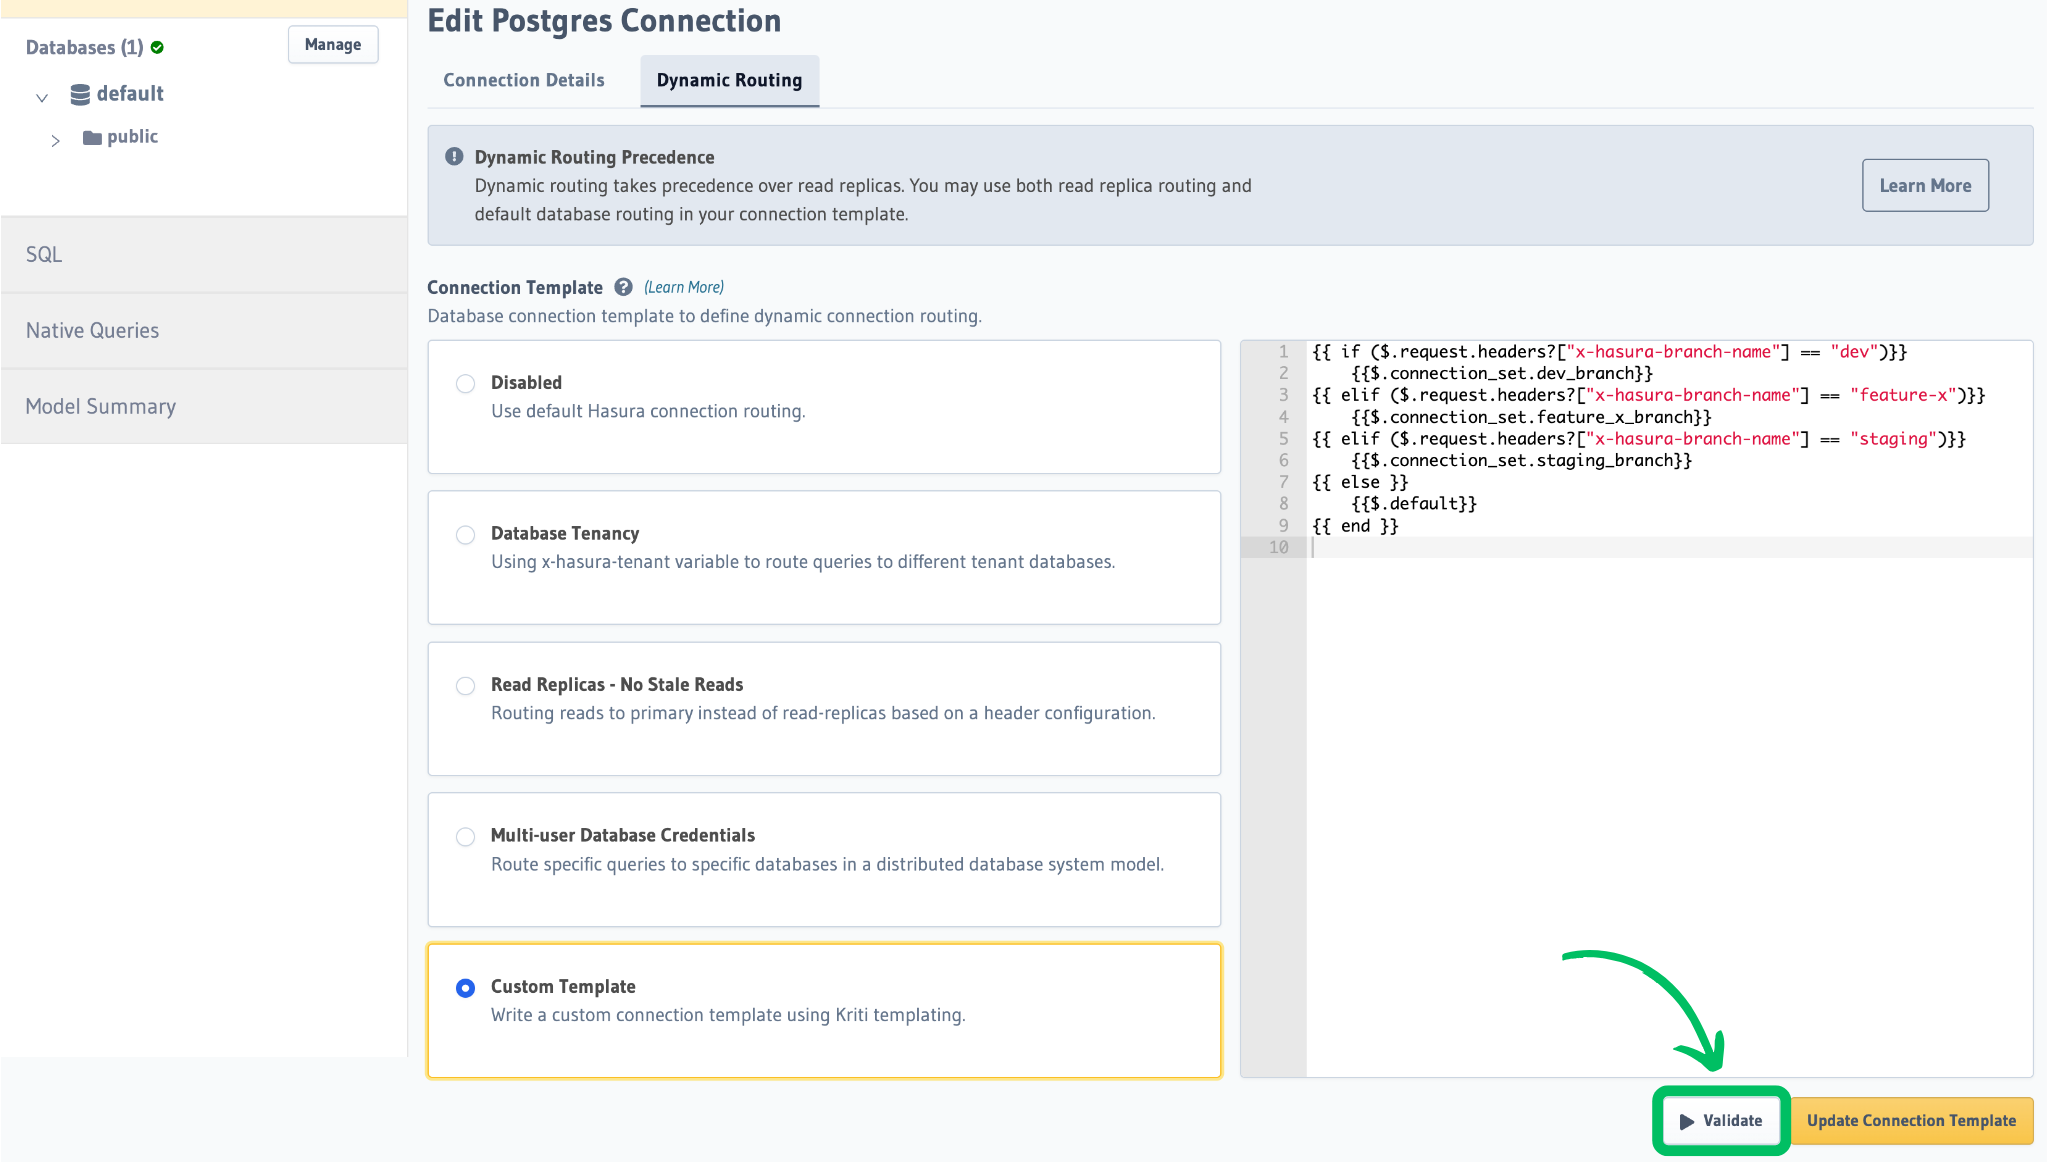 Edit Postgres Connection
Databases (1)
Manage
default
public
SQL
Native Queries
Model Summary
Connection Details
Dynamic Routing
Dynamic Routing Precedence
Dynamic routing takes precedence over read replicas. You may use both read replica routing and
default database routing in your connection template.
Learn More
Connection Template ? (Learn More)
Database connection template to define dynamic connection routing.
Disabled
Use default Hasura connection routing.
Database Tenancy
Using x-hasura-tenant variable to route queries to different tenant databases.
Read Replicas - No Stale Reads
Routing reads to primary instead of read-replicas based on a header configuration.
Multi-user Database Credentials
Route specific queries to specific databases in a distributed database system model.
Custom Template
Write a custom connection template using Kriti templating.
1 {{ if ($.request.headers?["x-hasura-branch-name"] == "dev")}}
2     {{$.connection_set.dev_branch}}
3 {{ elif ($.request.headers?["x-hasura-branch-name"] == "feature-x")}}
4     {{$.connection_set.feature_x_branch}}
5 {{ elif ($.request.headers?["x-hasura-branch-name"] == "staging")}}
6     {{$.connection_set.staging_branch}}
7 {{ else }}
8     {{$.default}}
9 {{ end }}
10
Validate
Update Connection Template